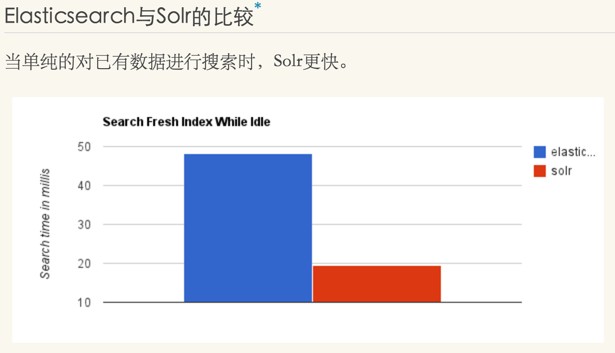 Elasticsearch与Solr的比较*
当单纯的对已有数据进行搜索时，Solr更快。
Search Fresh Index While Idle
50
40
30
20
10
Search time in millis
elastic...
solr